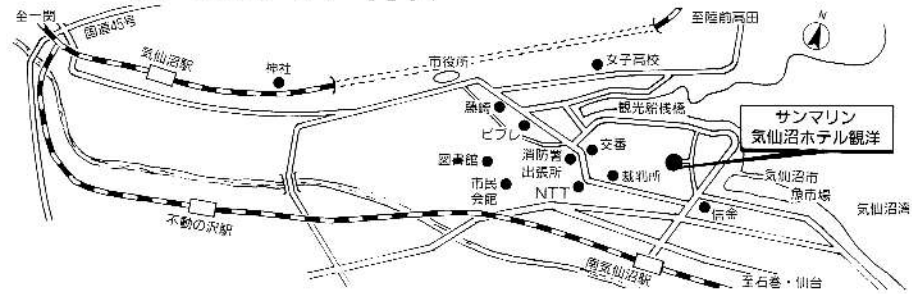 至一関
国道45号
至陸前高田
N
気仙沼駅
神社
市役所
女子高校
藤崎
ビブレ
観光船桟橋
サンマリン
気仙沼ホテル観洋
図書館
消防署
出張所
交番
市民
会館
NTT
裁判所
気仙沼市
魚市場
気仙沼湾
信金
不動の沢駅
南気仙沼駅
至石巻・仙台